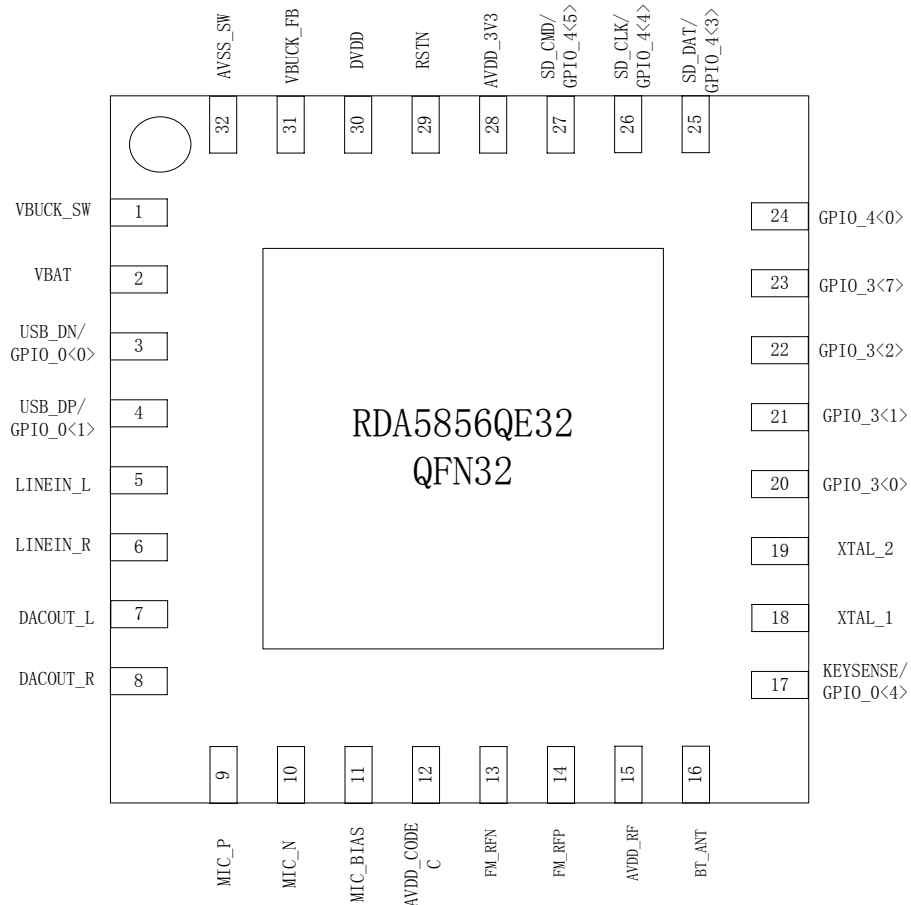 AVSS_SW
VBUCK_FB
DVDD
RSTN
AVDD_3V3
SD_CMD/
GPIO_4<5>
SD_CLK/
GPIO_4<4>
SD_DAT/
GPIO_4<3>
32
31
30
29
28
27
26
25
VBUCK_SW
1
VBAT
2
USB_DN/
GPIO_0<0>
3
USB_DP/
GPIO_0<1>
4
LINEIN_L
5
LINEIN_R
6
DACOUT_L
7
DACOUT_R
8
RDA5856QE32
QFN32
24
GPIO_4<0>
23
GPIO_3<7>
22
GPIO_3<2>
21
GPIO_3<1>
20
GPIO_3<0>
19
XTAL_2
18
XTAL_1
17
KEYSENSE/
GPIO_0<4>
9
10
11
12
13
14
15
16
MIC_P
MIC_N
MIC_BIAS
AVDD_CODE
C
FM_RFN
FM_RFP
AVDD_RF
BT_ANT